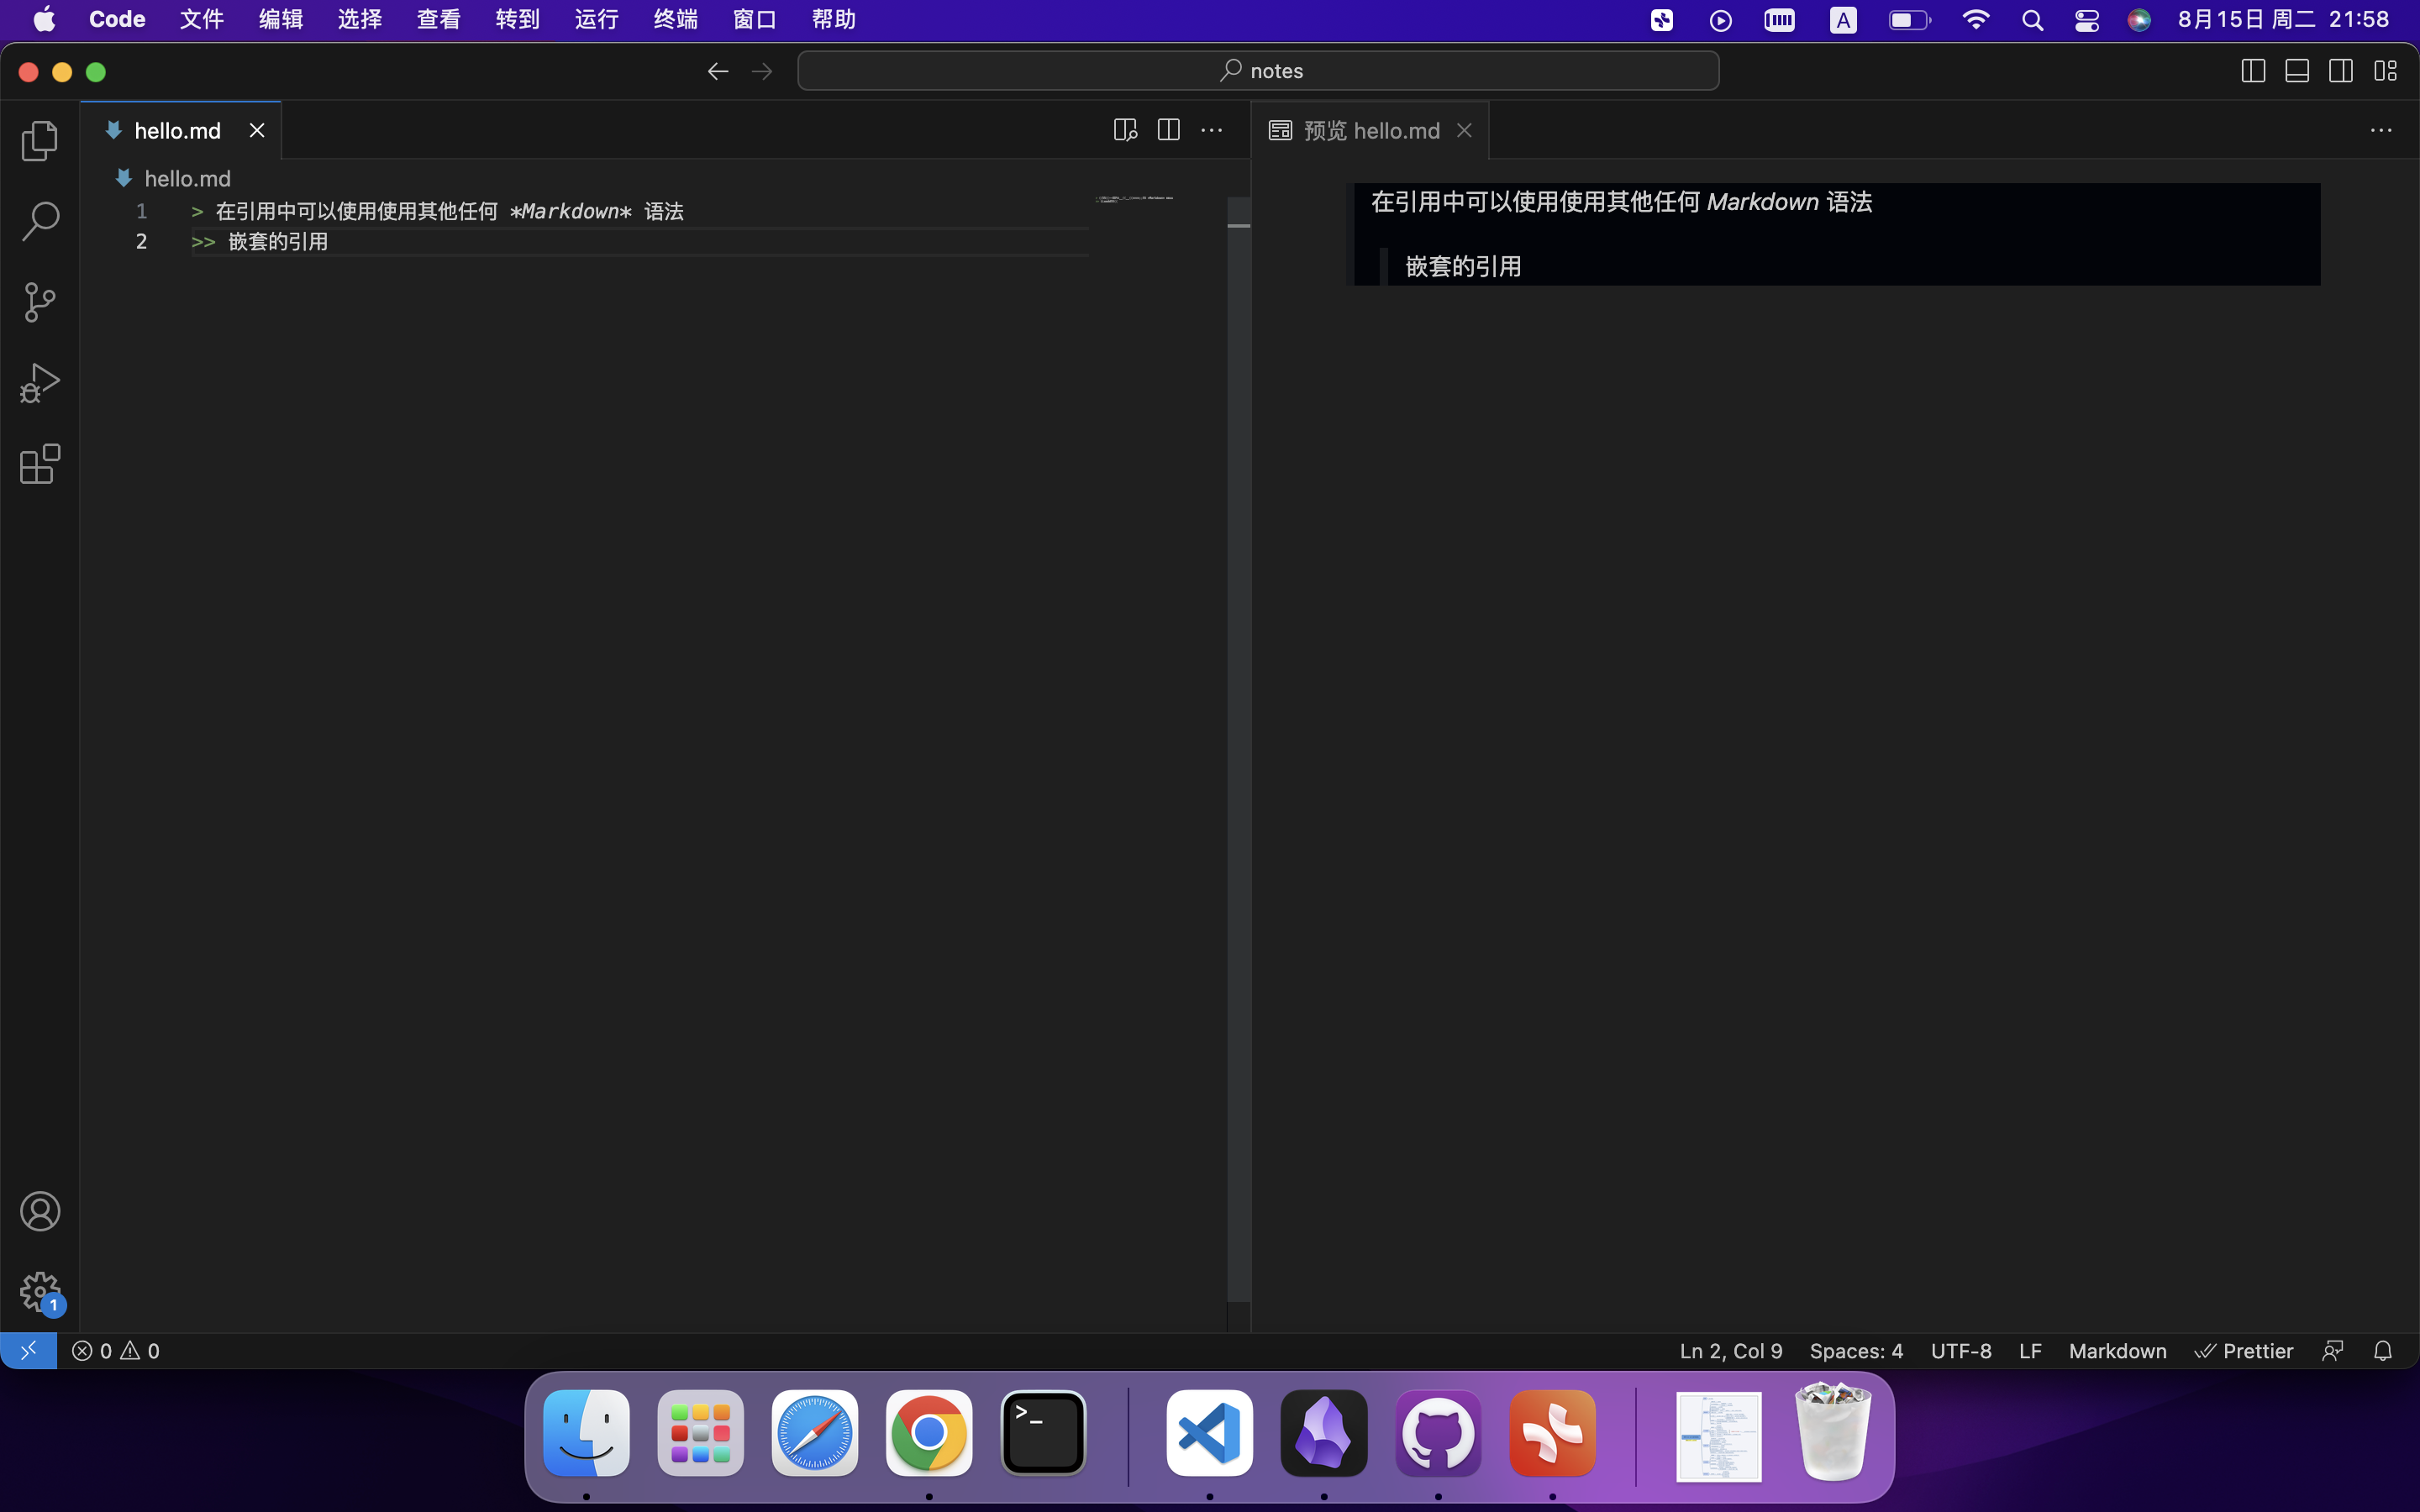 Code 文件 编辑 选择 查看 转到 运行 终端 窗口 帮助 A 8月15日 周二 21:58
notes
hello.md
预览 hello.md
hello.md
1 > 在引用中可以使用使用其他任何 *Markdown* 语法
2 >> 嵌套的引用
在引用中可以使用使用其他任何 Markdown 语法
嵌套的引用
1
0 0 Ln 2, Col 9 Spaces: 4 UTF-8 LF Markdown Prettier
>_